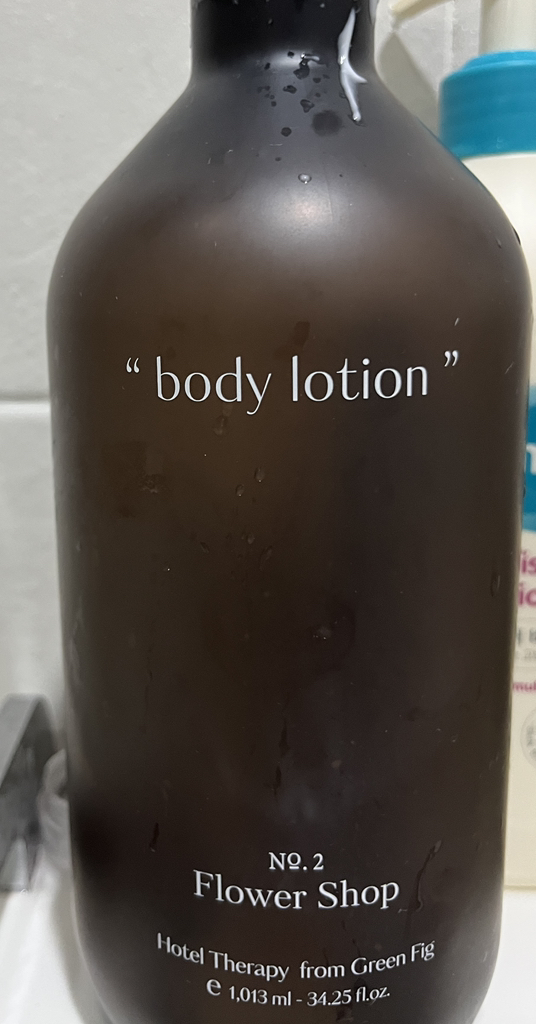 “ body lotion ”
Nº. 2
Flower Shop
Hotel Therapy from Green Fig
e 1,013 ml - 34.25 fl.oz.